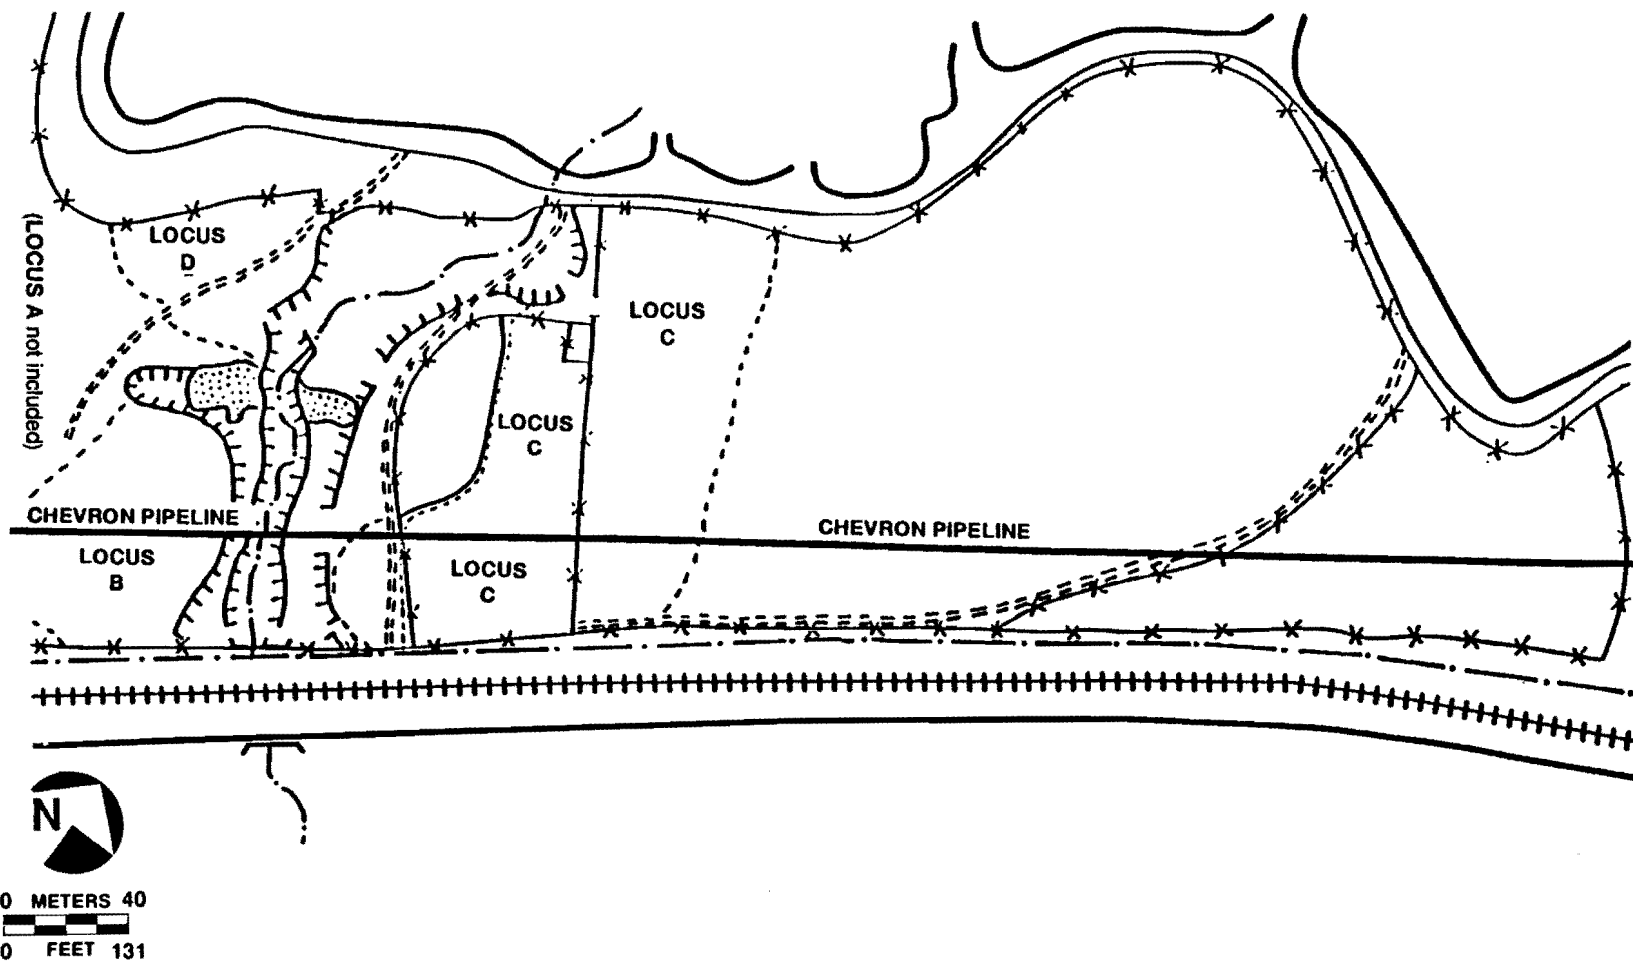 LOCUS
D
(LOCUS A not included)
LOCUS
C
LOCUS
C
CHEVRON PIPELINE
CHEVRON PIPELINE
LOCUS
B
LOCUS
C
N
0 METERS 40
0 FEET 131